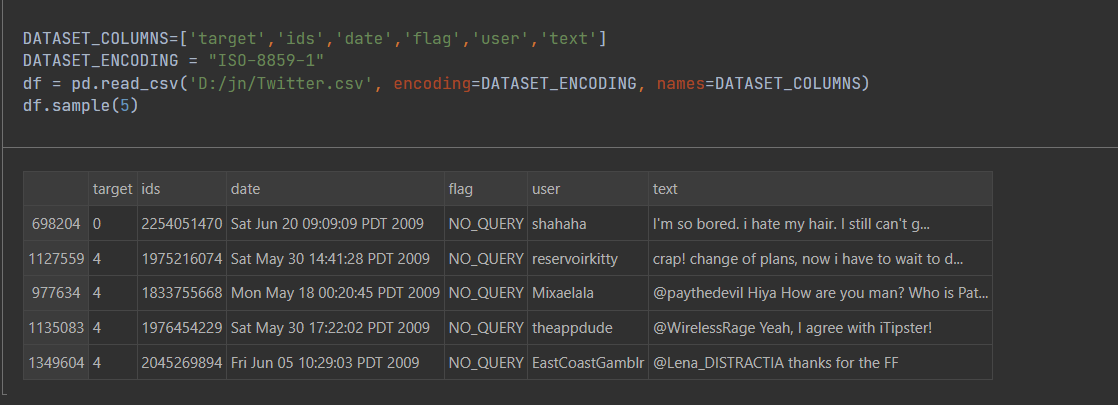 DATASET_COLUMNS=['target','ids','date','flag','user','text']
DATASET_ENCODING = "ISO-8859-1"
df = pd.read_csv('D:/jn/Twitter.csv', encoding=DATASET_ENCODING, names=DATASET_COLUMNS)
df.sample(5)
target ids date flag user text
698204 0 2254051470 Sat Jun 20 09:09:09 PDT 2009 NO_QUERY shahaha I'm so bored. i hate my hair. I still can't g...
1127559 4 1975216074 Sat May 30 14:41:28 PDT 2009 NO_QUERY reservoirkitty crap! change of plans, now i have to wait to d...
977634 4 1833755668 Mon May 18 00:20:45 PDT 2009 NO_QUERY Mixaelala @paythedevil Hiya How are you man? Who is Pat...
1135083 4 1976454229 Sat May 30 17:22:02 PDT 2009 NO_QUERY theappdude @WirelessRage Yeah, I agree with iTipster!
1349604 4 2045269894 Fri Jun 05 10:29:03 PDT 2009 NO_QUERY EastCoastGamblr @Lena_DISTRACTIA thanks for the FF